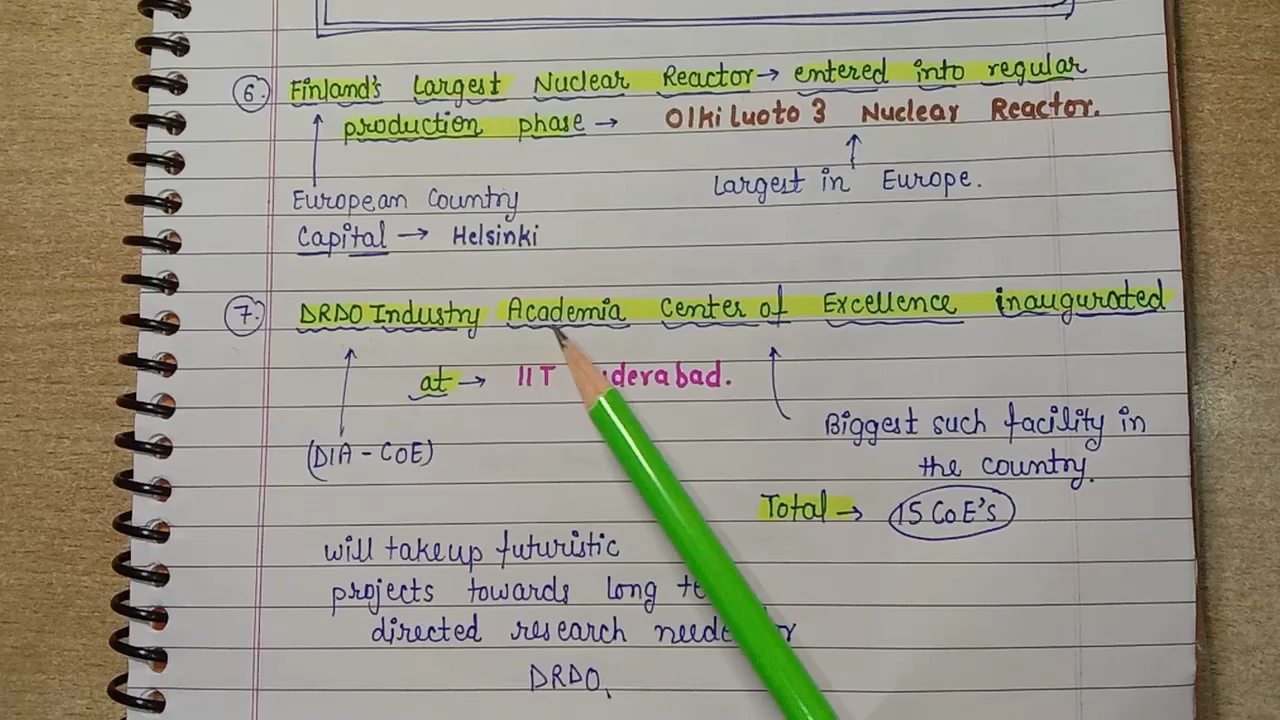 6. Finland's Largest Nuclear Reactor → entered into regular
production phase → Olkiluoto 3 Nuclear Reactor.
Largest in Europe.
European Country
Capital → Helsinki
7. DRDO Industry Academia Center of Excellence inaugurated
at → IIT derabad.
(DIA - CoE)
Biggest such facility in
the country.
Total → 15 CoE's
will takeup futuristic
projects towards long
directed research
DRDO.